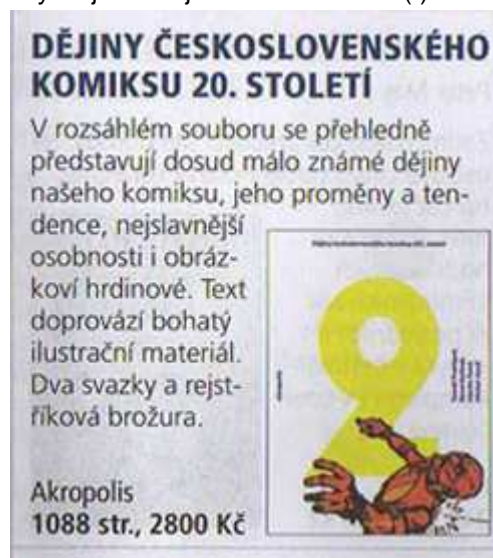 DĚJINY ČESKOSLOVENSKÉHO
KOMIKSU 20. STOLETÍ
V rozsáhlém souboru se přehledně
představují dosud málo známé dějiny
našeho komiksu, jeho proměny a ten-
dence, nejslavnější
osobnosti i obráz-
koví hrdinové. Text
doprovází bohatý
ilustrační materiál.
Dva svazky a rejst-
říková brožura.
2
Akropolis
1088 str., 2800 Kč